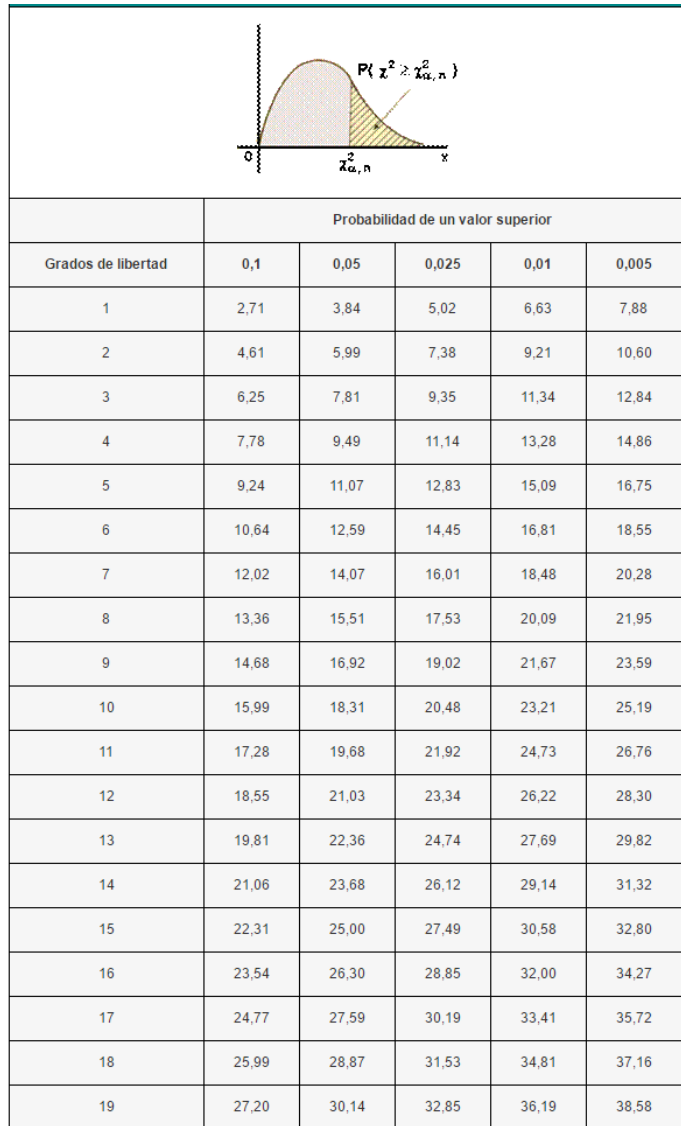 P( χ² ≥ χ²α, n )
0 χ²α, n x
Probabilidad de un valor superior
Grados de libertad 0,1 0,05 0,025 0,01 0,005
1 2,71 3,84 5,02 6,63 7,88
2 4,61 5,99 7,38 9,21 10,60
3 6,25 7,81 9,35 11,34 12,84
4 7,78 9,49 11,14 13,28 14,86
5 9,24 11,07 12,83 15,09 16,75
6 10,64 12,59 14,45 16,81 18,55
7 12,02 14,07 16,01 18,48 20,28
8 13,36 15,51 17,53 20,09 21,95
9 14,68 16,92 19,02 21,67 23,59
10 15,99 18,31 20,48 23,21 25,19
11 17,28 19,68 21,92 24,73 26,76
12 18,55 21,03 23,34 26,22 28,30
13 19,81 22,36 24,74 27,69 29,82
14 21,06 23,68 26,12 29,14 31,32
15 22,31 25,00 27,49 30,58 32,80
16 23,54 26,30 28,85 32,00 34,27
17 24,77 27,59 30,19 33,41 35,72
18 25,99 28,87 31,53 34,81 37,16
19 27,20 30,14 32,85 36,19 38,58